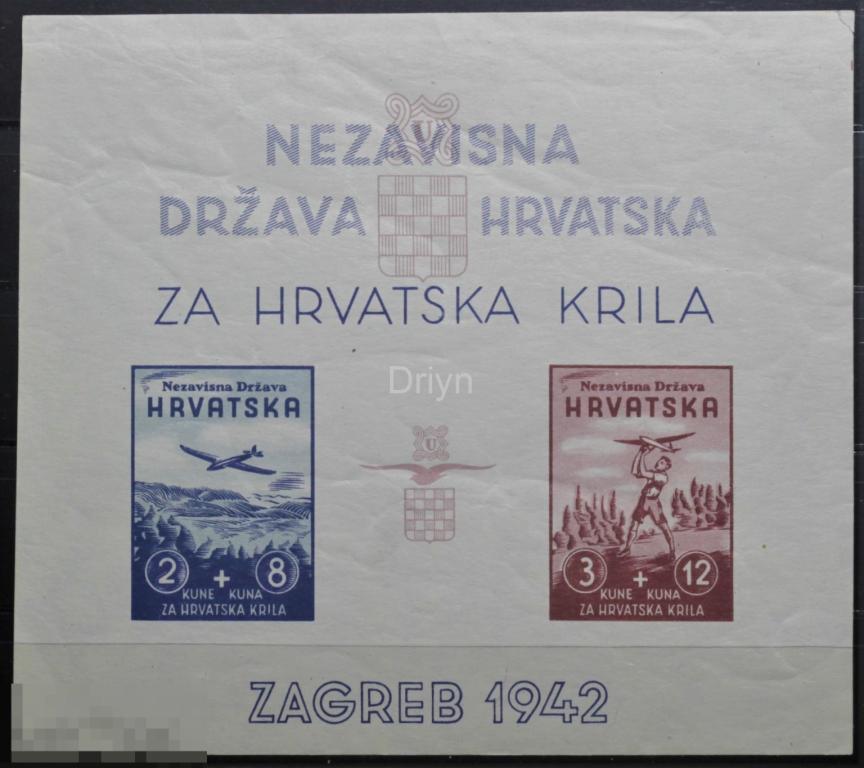 U
NEZAVISNA
DRŽAVA HRVATSKA
ZA HRVATSKA KRILA
Nezavisna Država
HRVATSKA
2 + 8
KUNE KUNA
ZA HRVATSKA KRILA
Driyn
U
Nezavisna Država
HRVATSKA
3 + 12
KUNE KUNA
ZA HRVATSKA KRILA
ZAGREB 1942